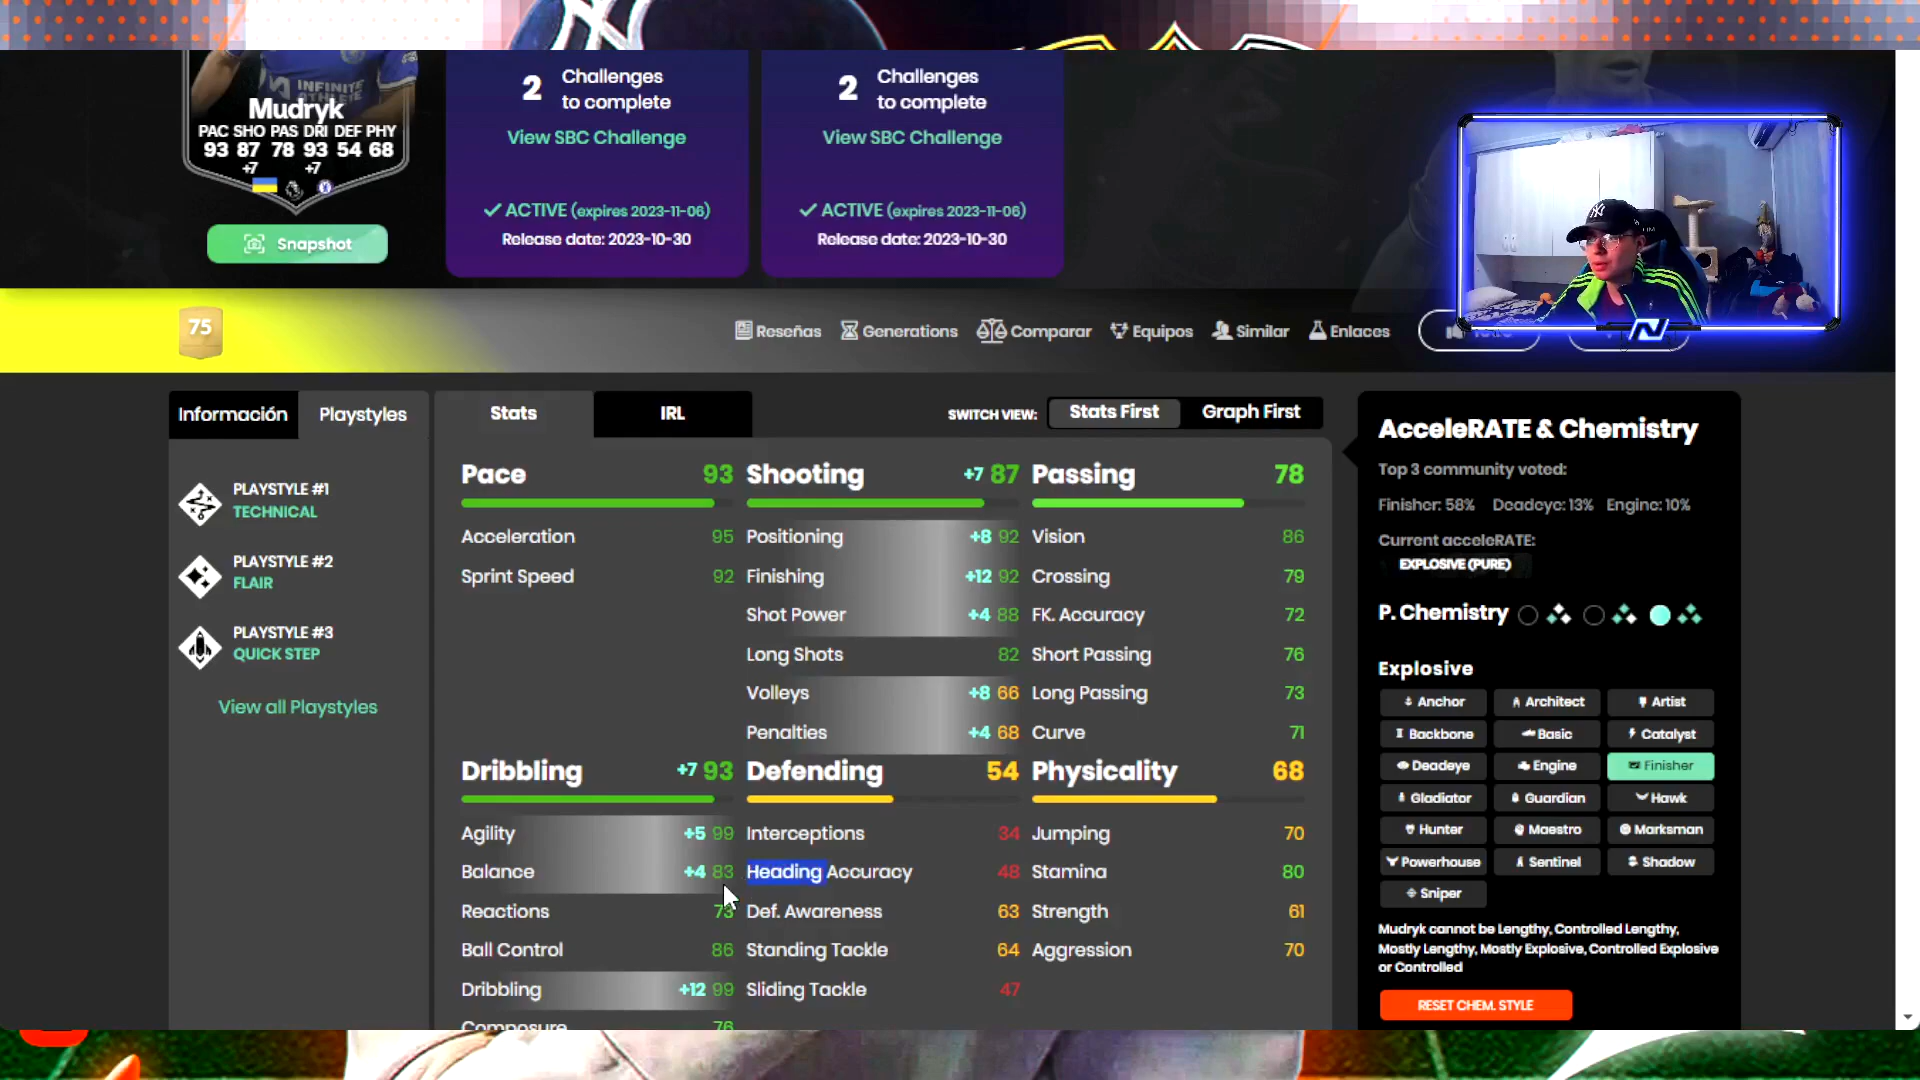 INFINITE
ATHLETE
Mudryk
PAC SHO PAS DRI DEF PHY
93 87 78 93 54 68
+7 +7
Snapshot
2 Challenges
to complete
View SBC Challenge
ACTIVE (expires 2023-11-06)
Release date: 2023-10-30
2 Challenges
to complete
View SBC Challenge
ACTIVE (expires 2023-11-06)
Release date: 2023-10-30
75
Reseñas Generations Comparar Equipos Similar Enlaces
Información Playstyles
PLAYSTYLE #1
TECHNICAL
PLAYSTYLE #2
FLAIR
PLAYSTYLE #3
QUICK STEP
View all Playstyles
Stats IRL
SWITCH VIEW: Stats First Graph First
Pace 93
Acceleration 95
Sprint Speed 92
Shooting +7 87
Positioning +8 92
Finishing +12 92
Shot Power +4 88
Long Shots 82
Volleys +8 66
Penalties +4 68
Passing 78
Vision 86
Crossing 79
FK. Accuracy 72
Short Passing 76
Long Passing 73
Curve 71
Dribbling +7 93
Agility +5 99
Balance +4 83
Reactions 73
Ball Control 86
Dribbling +12 99
Composure 76
Defending 54
Interceptions 34
Heading Accuracy 48
Def. Awareness 63
Standing Tackle 64
Sliding Tackle 47
Physicality 68
Jumping 70
Stamina 80
Strength 61
Aggression 70
AcceleRATE & Chemistry
Top 3 community voted:
Finisher: 58% Deadeye: 13% Engine: 10%
Current acceleRATE:
EXPLOSIVE (PURE)
P. Chemistry
Explosive
Anchor Architect Artist
Backbone Basic Catalyst
Deadeye Engine Finisher
Gladiator Guardian Hawk
Hunter Maestro Marksman
Powerhouse Sentinel Shadow
Sniper
Mudryk cannot be Lengthy, Controlled Lengthy,
Mostly Lengthy, Mostly Explosive, Controlled Explosive
or Controlled
RESET CHEM. STYLE